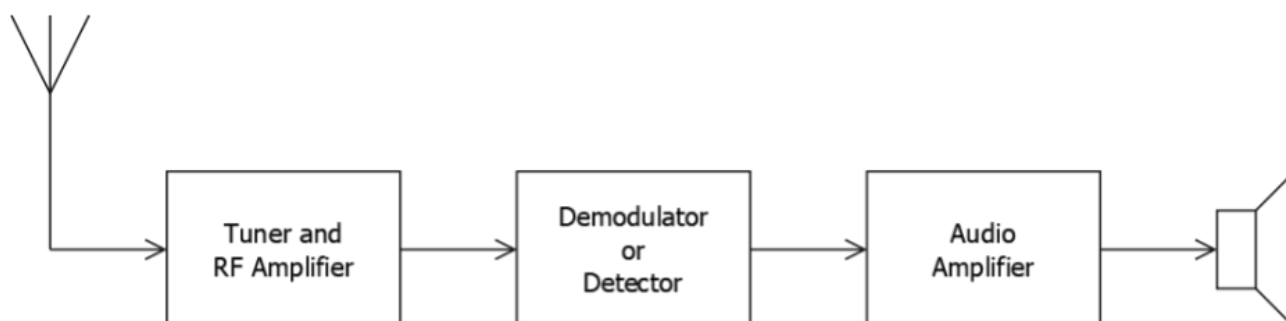 Tuner and
RF Amplifier
Demodulator
or
Detector
Audio
Amplifier